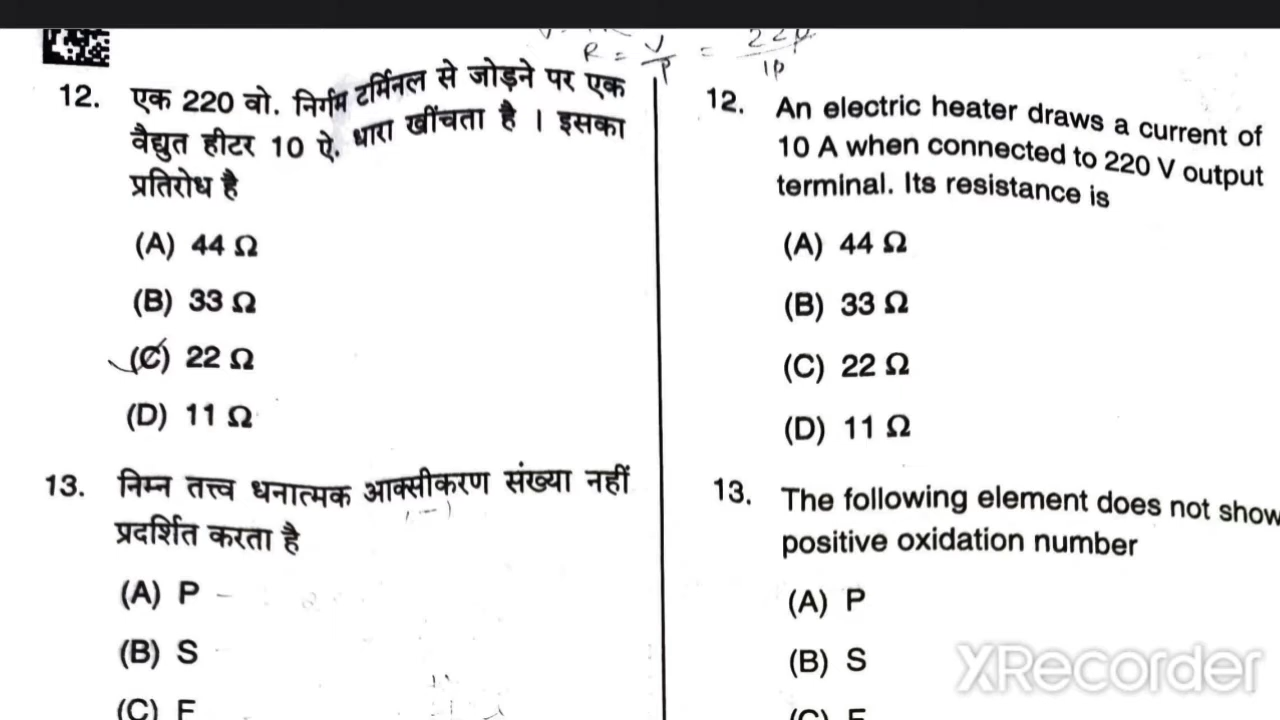 R = V/P = 220/10
12. एक 220 वो. निर्गम टर्मिनल से जोड़ने पर एक
वैद्युत हीटर 10 ऐ. धारा खींचता है । इसका
प्रतिरोध है
(A) 44 Ω
(B) 33 Ω
(C) 22 Ω
(D) 11 Ω
13. निम्न तत्त्व धनात्मक आक्सीकरण संख्या नहीं
प्रदर्शित करता है
(–)
(A) P
(B) S
(C) F
12. An electric heater draws a current of
10 A when connected to 220 V output
terminal. Its resistance is
(A) 44 Ω
(B) 33 Ω
(C) 22 Ω
(D) 11 Ω
13. The following element does not show
positive oxidation number
(A) P
(B) S
(C) F
XRecorder